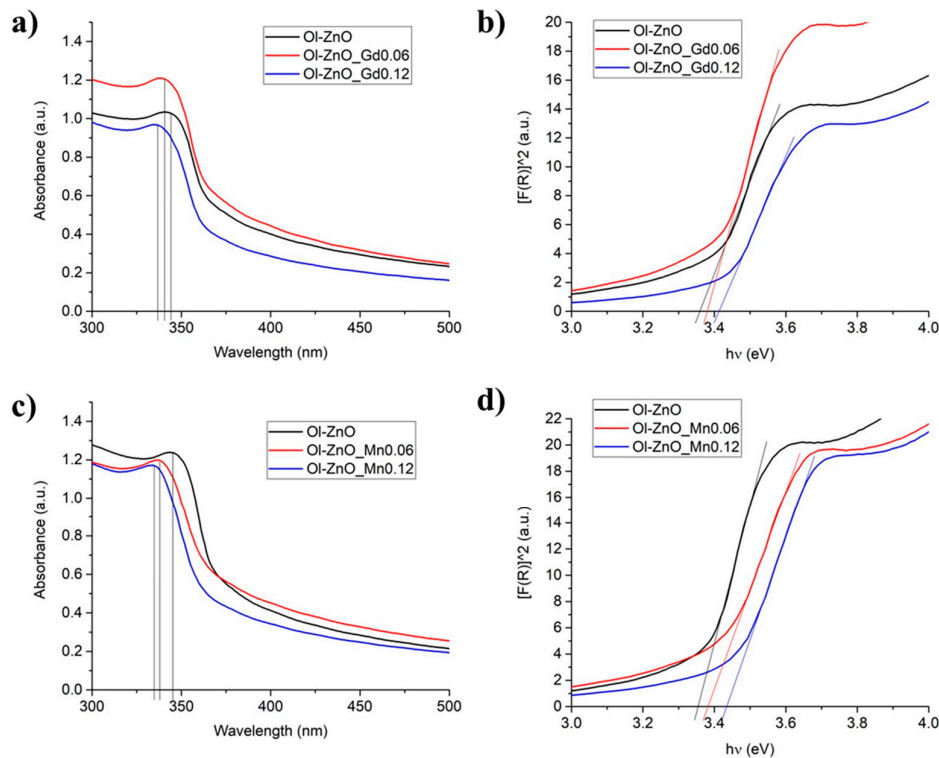 a)
Ol-ZnO
Ol-ZnO_Gd0.06
Ol-ZnO_Gd0.12
Absorbance (a.u.)
1.4
1.2
1.0
0.8
0.6
0.4
0.2
0.0
300 350 400 450 500
Wavelength (nm)
b)
Ol-ZnO
Ol-ZnO_Gd0.06
Ol-ZnO_Gd0.12
[F(R)]^2 (a.u.)
20
18
16
14
12
10
8
6
4
2
0
3.0 3.2 3.4 3.6 3.8 4.0
hν (eV)
c)
Ol-ZnO
Ol-ZnO_Mn0.06
Ol-ZnO_Mn0.12
Absorbance (a.u.)
1.4
1.2
1.0
0.8
0.6
0.4
0.2
0.0
300 350 400 450 500
Wavelength (nm)
d)
Ol-ZnO
Ol-ZnO_Mn0.06
Ol-ZnO_Mn0.12
[F(R)]^2 (a.u.)
22
20
18
16
14
12
10
8
6
4
2
0
3.0 3.2 3.4 3.6 3.8 4.0
hν (eV)